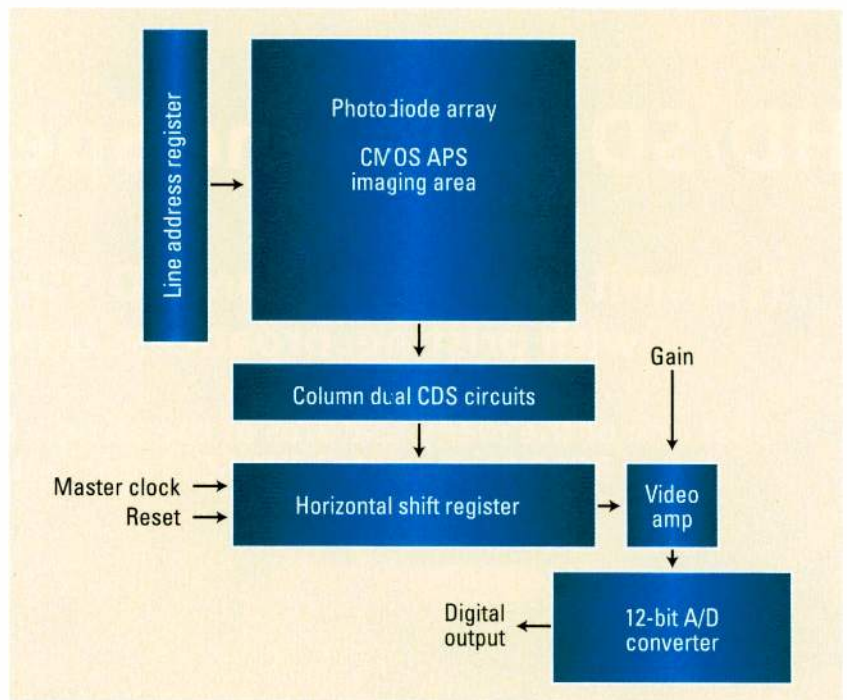 Line address register
Photodiode array
CMOS APS
imaging area
Column dual CDS circuits
Gain
Master clock
Reset
Horizontal shift register
Video
amp
Digital
output
12-bit A/D
converter